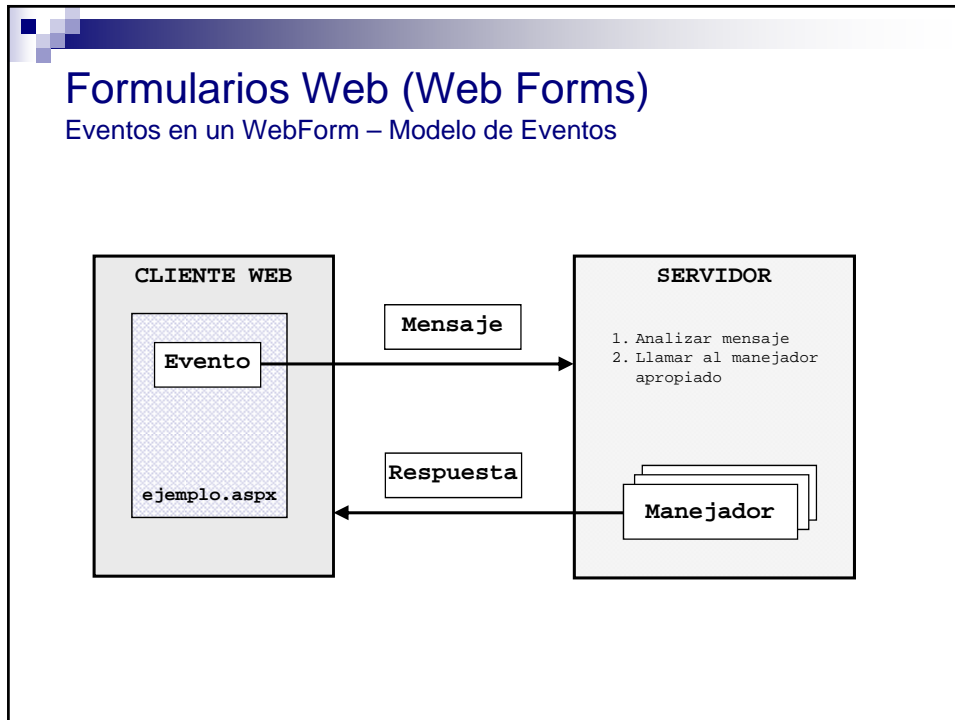 Formularios Web (Web Forms)
Eventos en un WebForm – Modelo de Eventos
CLIENTE WEB
Evento
ejemplo.aspx
Mensaje
Respuesta
SERVIDOR
1. Analizar mensaje
2. Llamar al manejador
apropiado
Manejador